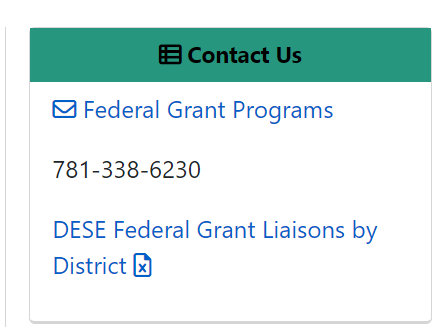 Contact Us
Federal Grant Programs
781-338-6230
DESE Federal Grant Liaisons by
District